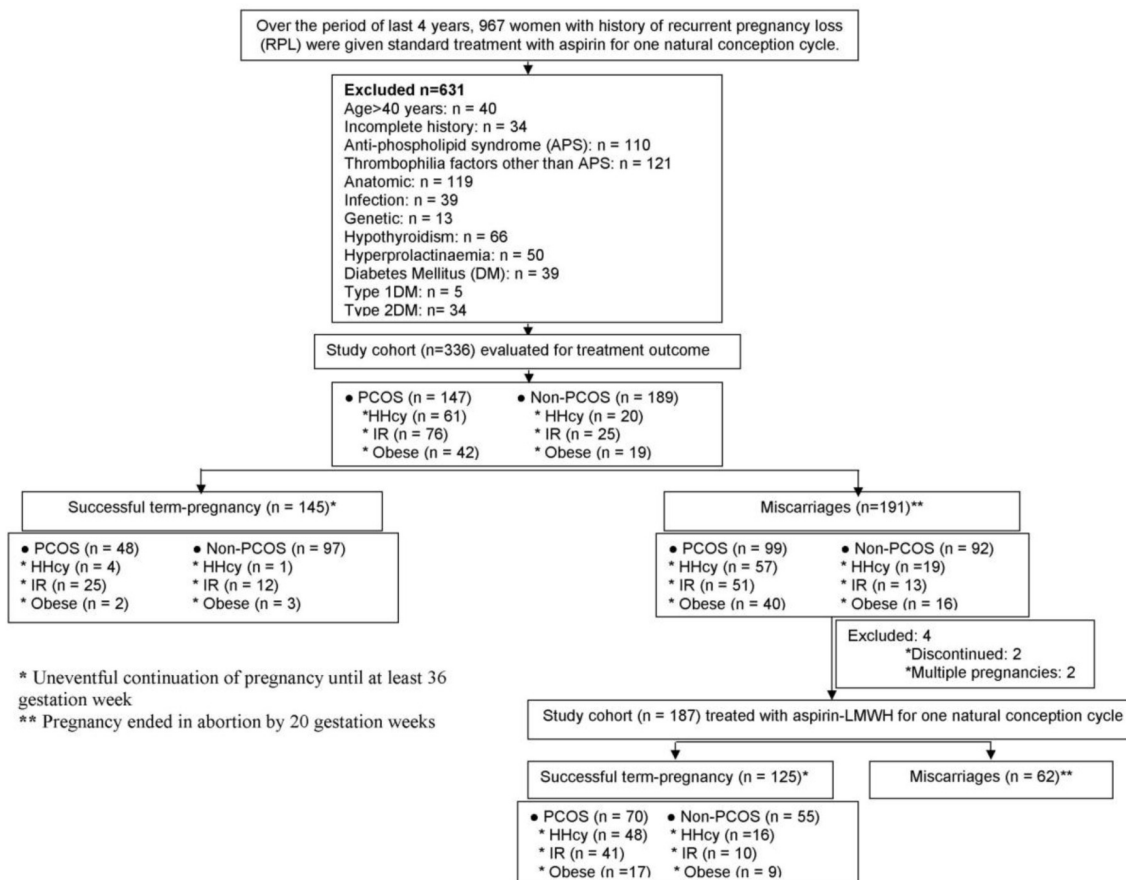 Over the period of last 4 years, 967 women with history of recurrent pregnancy loss
(RPL) were given standard treatment with aspirin for one natural conception cycle.
Excluded n=631
Age>40 years: n = 40
Incomplete history: n = 34
Anti-phospholipid syndrome (APS): n = 110
Thrombophilia factors other than APS: n = 121
Anatomic: n = 119
Infection: n = 39
Genetic: n = 13
Hypothyroidism: n = 66
Hyperprolactinaemia: n = 50
Diabetes Mellitus (DM): n = 39
Type 1DM: n = 5
Type 2DM: n= 34
Study cohort (n=336) evaluated for treatment outcome
● PCOS (n = 147) ● Non-PCOS (n = 189)
*HHcy (n = 61) * HHcy (n = 20)
* IR (n = 76) * IR (n = 25)
* Obese (n = 42) * Obese (n = 19)
Successful term-pregnancy (n = 145)*
● PCOS (n = 48) ● Non-PCOS (n = 97)
* HHcy (n = 4) * HHcy (n = 1)
* IR (n = 25) * IR (n = 12)
* Obese (n = 2) * Obese (n = 3)
Miscarriages (n=191)**
● PCOS (n = 99) ● Non-PCOS (n = 92)
* HHcy (n = 57) * HHcy (n =19)
* IR (n = 51) * IR (n = 13)
* Obese (n = 40) * Obese (n = 16)
Excluded: 4
*Discontinued: 2
*Multiple pregnancies: 2
* Uneventful continuation of pregnancy until at least 36
gestation week
** Pregnancy ended in abortion by 20 gestation weeks
Study cohort (n = 187) treated with aspirin-LMWH for one natural conception cycle
Successful term-pregnancy (n = 125)*
● PCOS (n = 70) ● Non-PCOS (n = 55)
* HHcy (n = 48) * HHcy (n =16)
* IR (n = 41) * IR (n = 10)
* Obese (n =17) * Obese (n = 9)
Miscarriages (n = 62)**